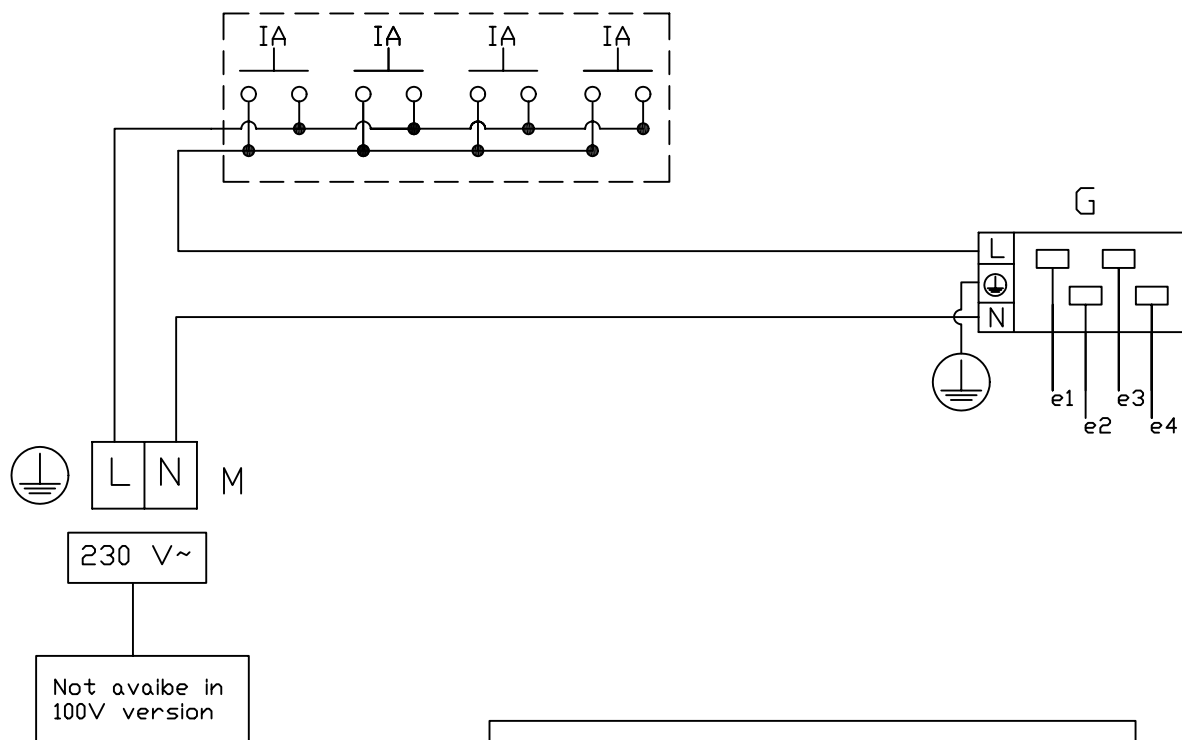 IA IA IA IA
G
L
N
e1 e3
e2 e4
L N M
230 V~
Not avaibe in
100V version